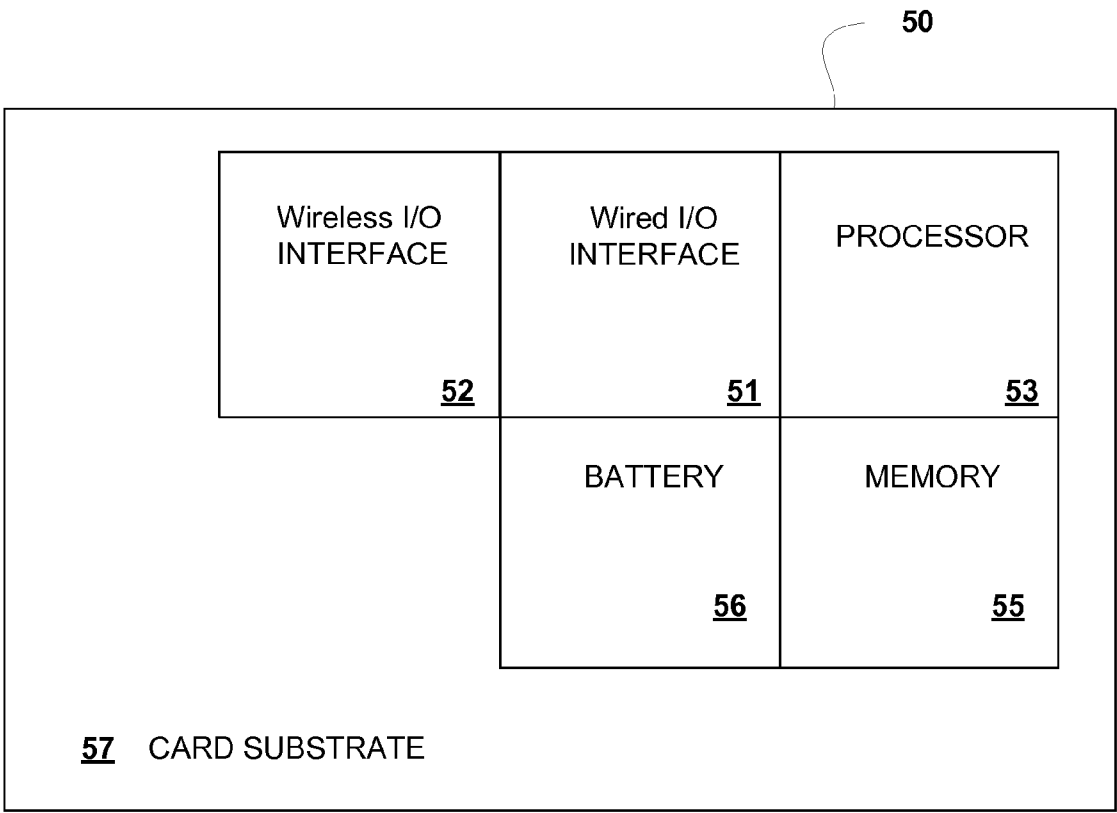 50
Wireless I/O
INTERFACE
52
Wired I/O
INTERFACE
51
PROCESSOR
53
BATTERY
56
MEMORY
55
57 CARD SUBSTRATE